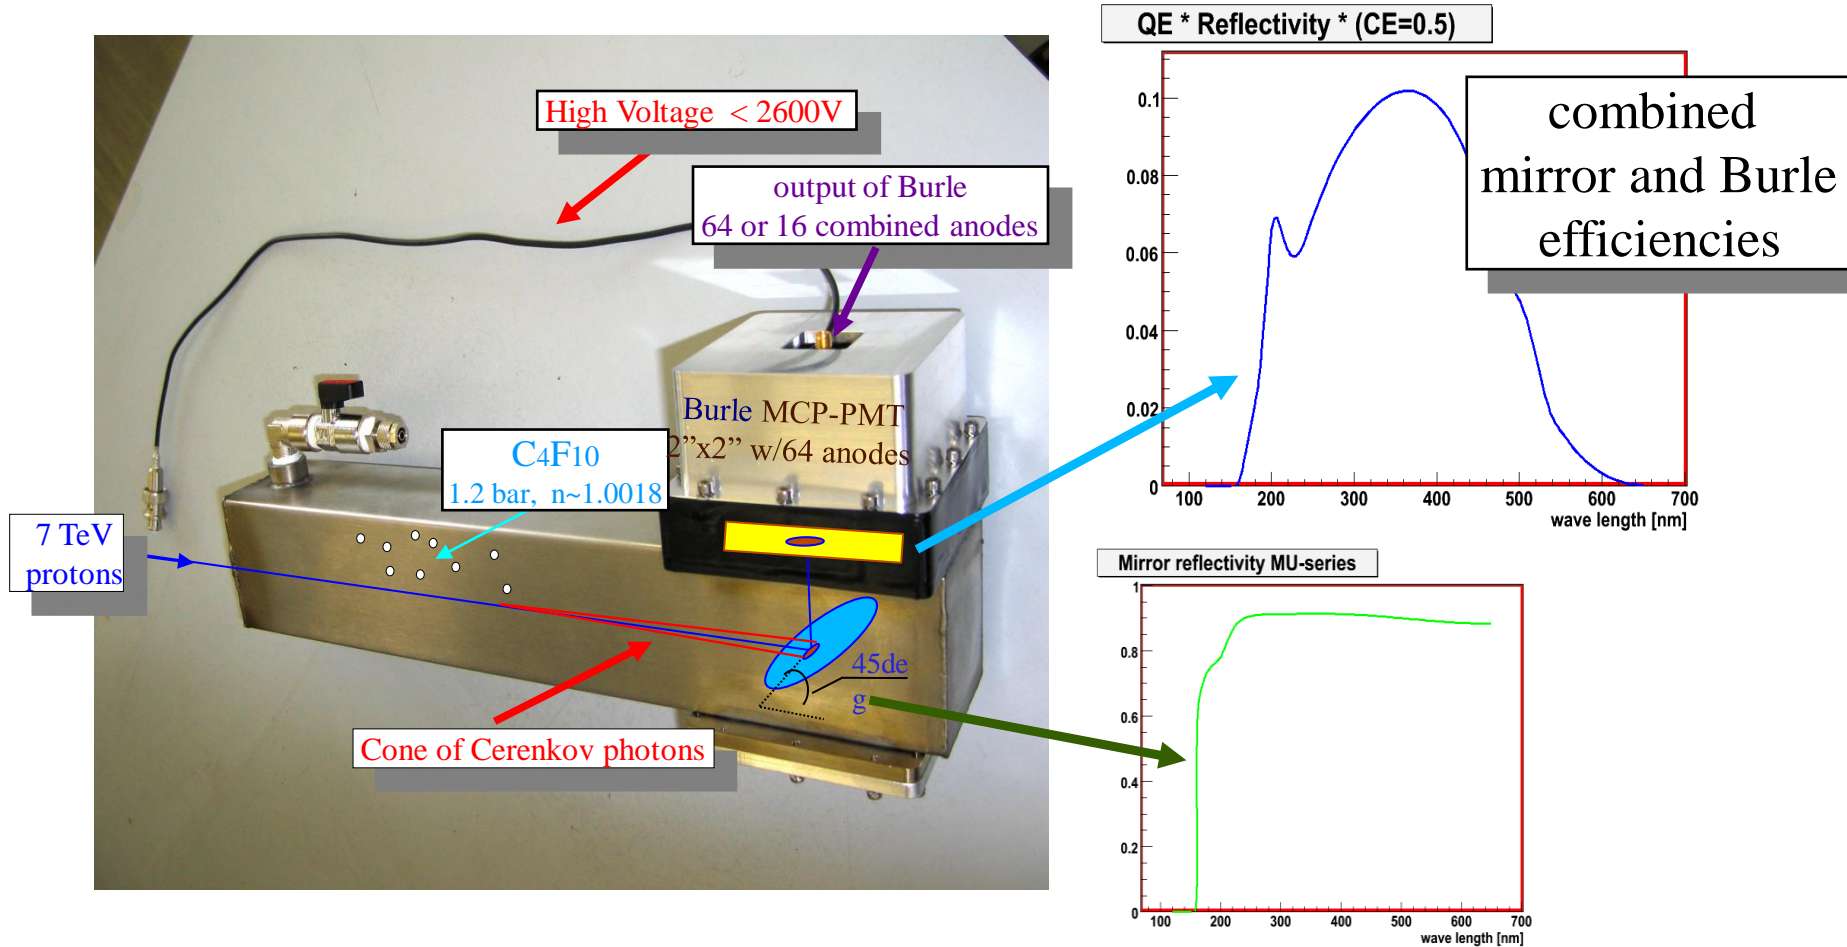 QE * Reflectivity * (CE=0.5)
High Voltage < 2600V
output of Burle
64 or 16 combined anodes
combined
mirror and Burle
efficiencies
0.1
0.08
0.06
0.04
0.02
0
100 200 300 400 500 600 700
wave length [nm]
Burle MCP-PMT
2”x2” w/64 anodes
C4F10
1.2 bar, n~1.0018
7 TeV
protons
45de
g
Cone of Cerenkov photons
Mirror reflectivity MU-series
1
0.8
0.6
0.4
0.2
0
100 200 300 400 500 600 700
wave length [nm]